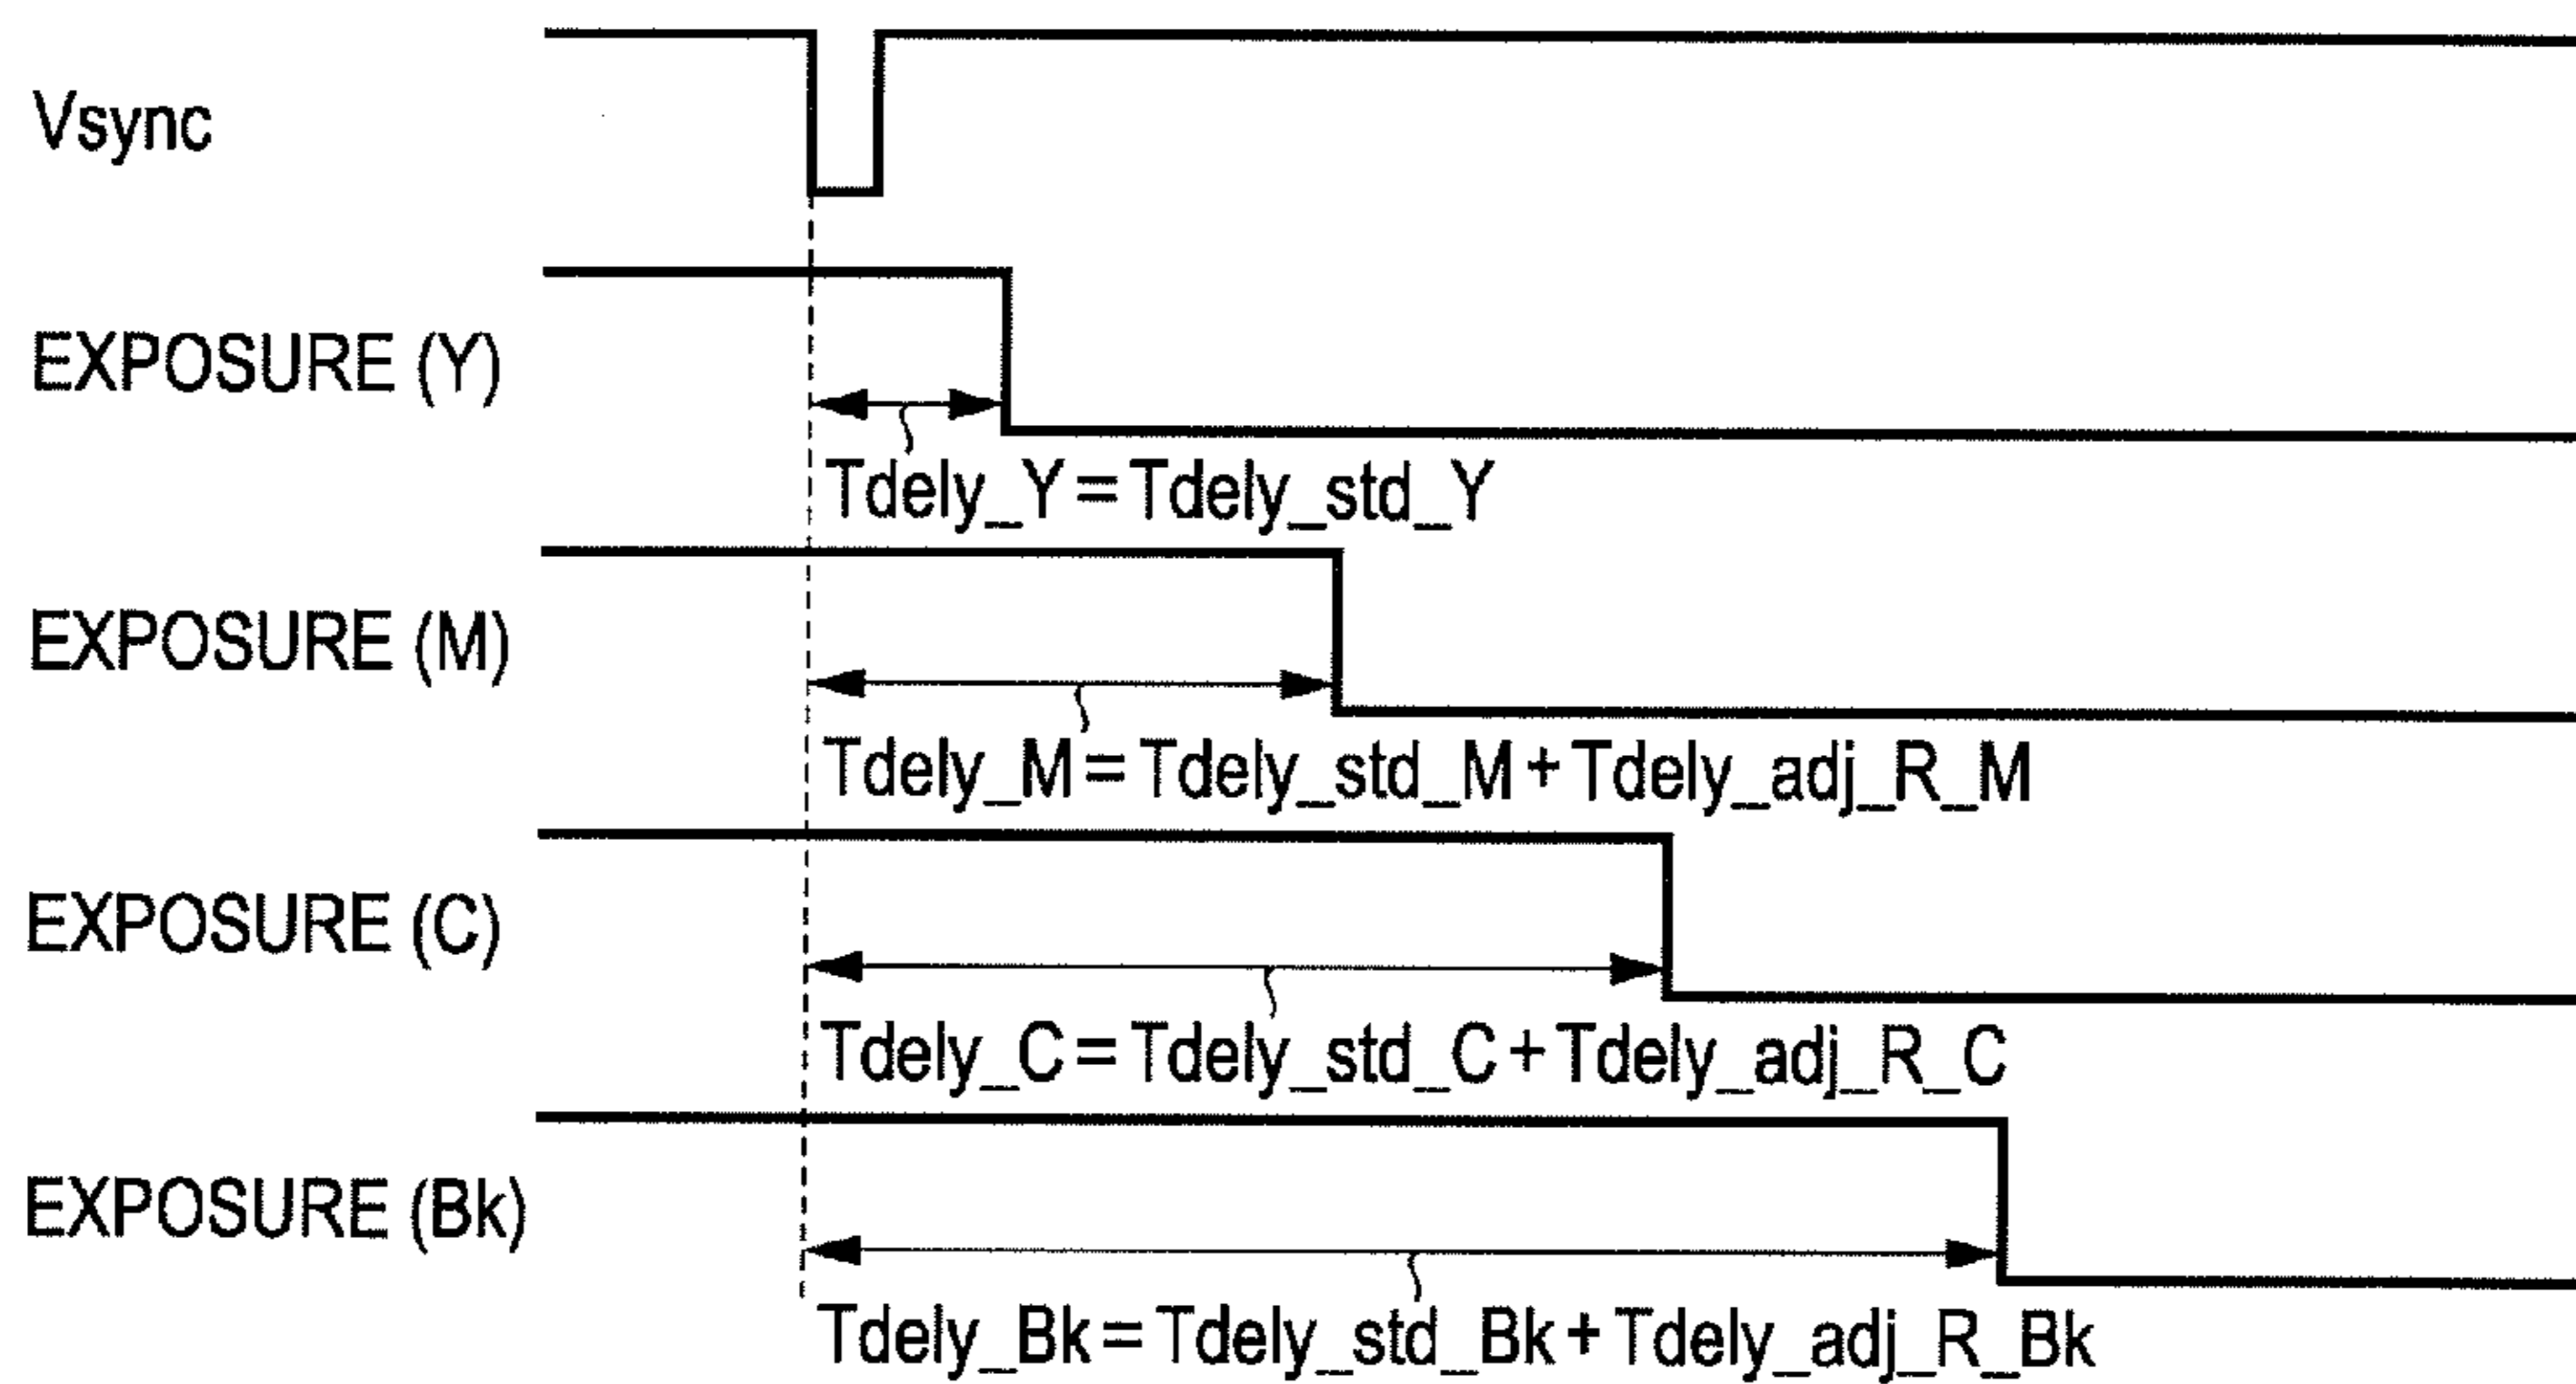 Vsync
EXPOSURE (Y)
Tdely_Y = Tdely_std_Y
EXPOSURE (M)
Tdely_M = Tdely_std_M + Tdely_adj_R_M
EXPOSURE (C)
Tdely_C = Tdely_std_C + Tdely_adj_R_C
EXPOSURE (Bk)
Tdely_Bk = Tdely_std_Bk + Tdely_adj_R_Bk